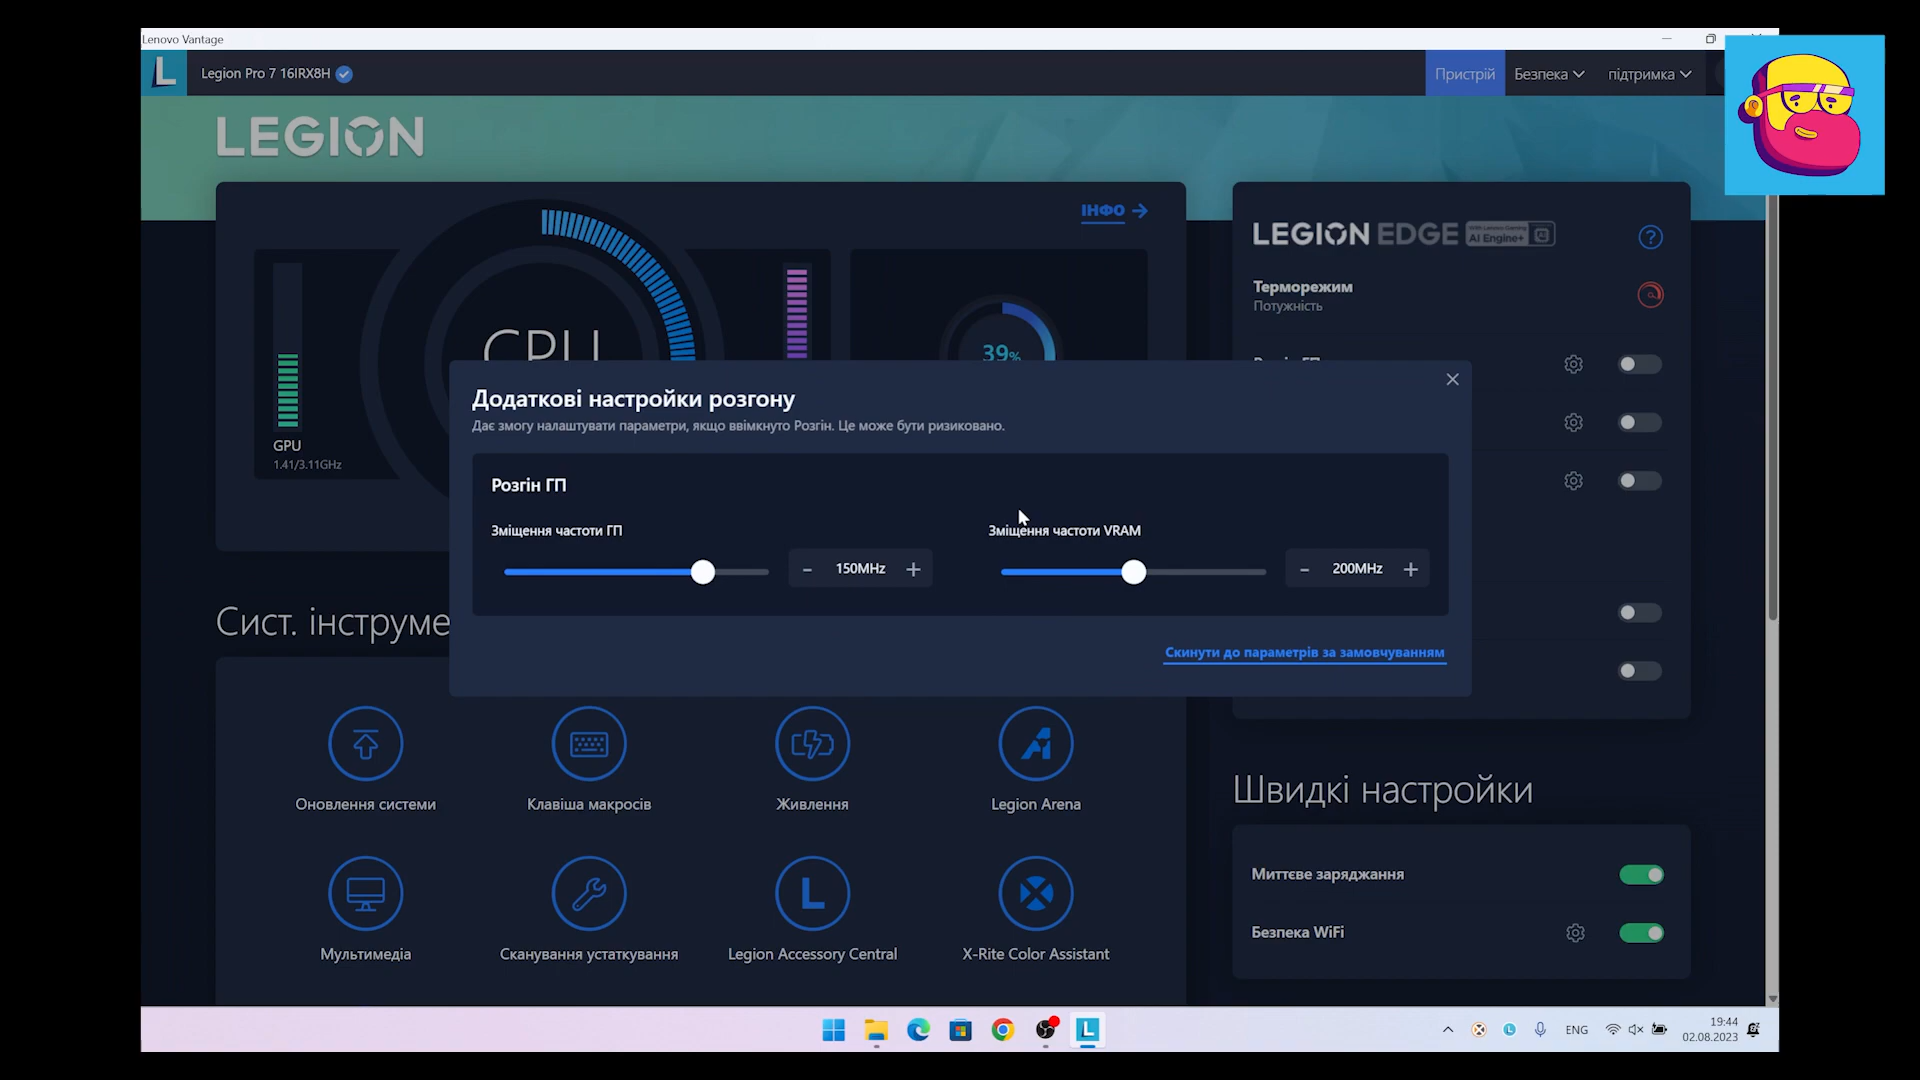 Lenovo Vantage
Legion Pro 7 16IRX8H
Пристрій
Безпека
підтримка
LEGION
ІНФО
LEGION EDGE
With Lenovo Gaming
AI Engine+
Терморежим
Потужність
CPU
39%
GPU
1.41/3.11GHz
Додаткові настройки розгону
Дає змогу налаштувати параметри, якщо ввімкнуто Розгін. Це може бути ризиковано.
Розгін ГП
Зміщення частоти ГП
- 150MHz +
Зміщення частоти VRAM
- 200MHz +
Скинути до параметрів за замовчуванням
Сист. інструме
Оновлення системи
Клавіша макросів
Живлення
Legion Arena
Мультимедіа
Сканування устаткування
Legion Accessory Central
X-Rite Color Assistant
Швидкі настройки
Миттєве заряджання
Безпека WiFi
ENG
19:44
02.08.2023